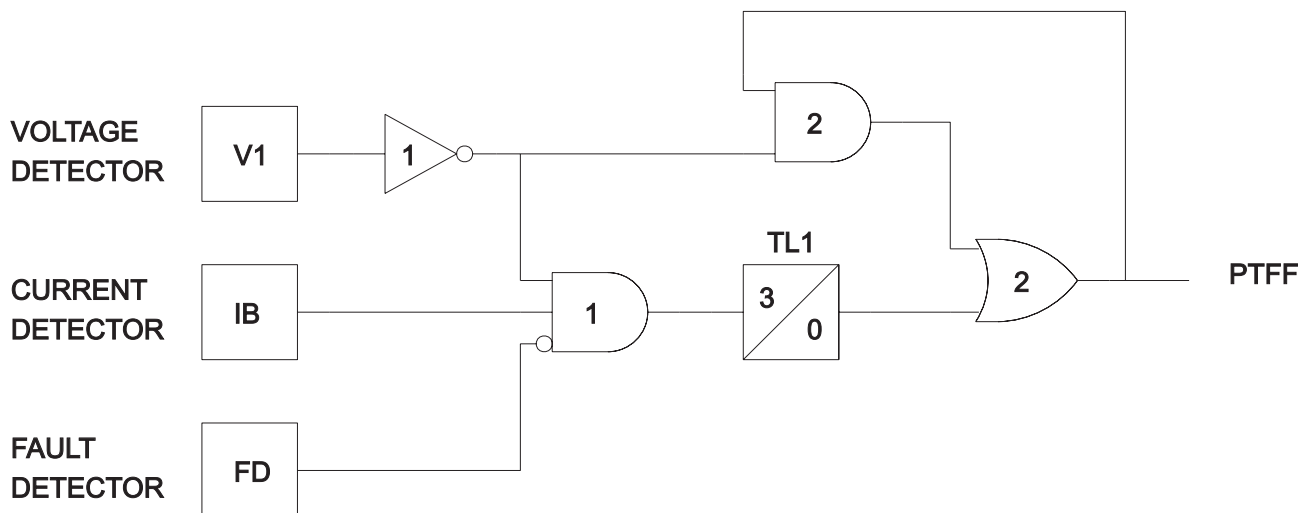 VOLTAGE
DETECTOR
V1
1
2
TL1
CURRENT
DETECTOR
IB
1
3
0
2
PTFF
FAULT
DETECTOR
FD